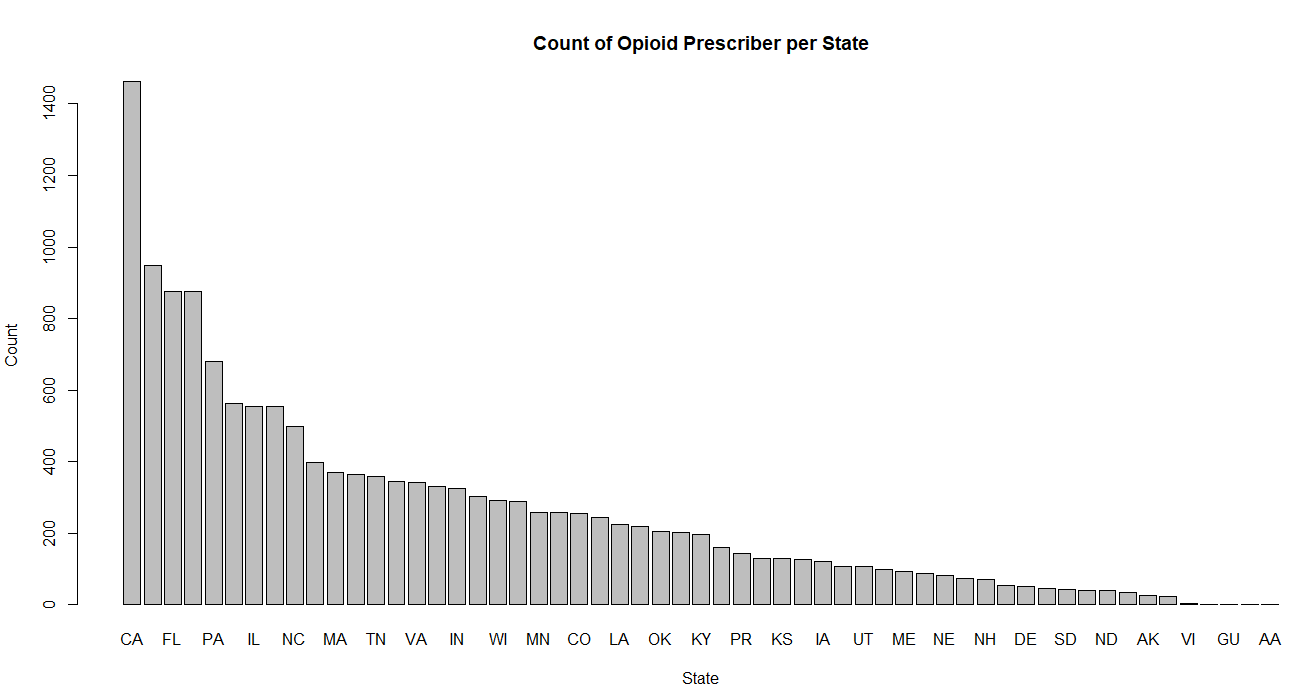 Count of Opioid Prescriber per State
Count
1400
1200
1000
800
600
400
200
0
CA FL PA IL NC MA TN VA IN WI MN CO LA OK KY PR KS IA UT ME NE NH DE SD ND AK VI GU AA
State